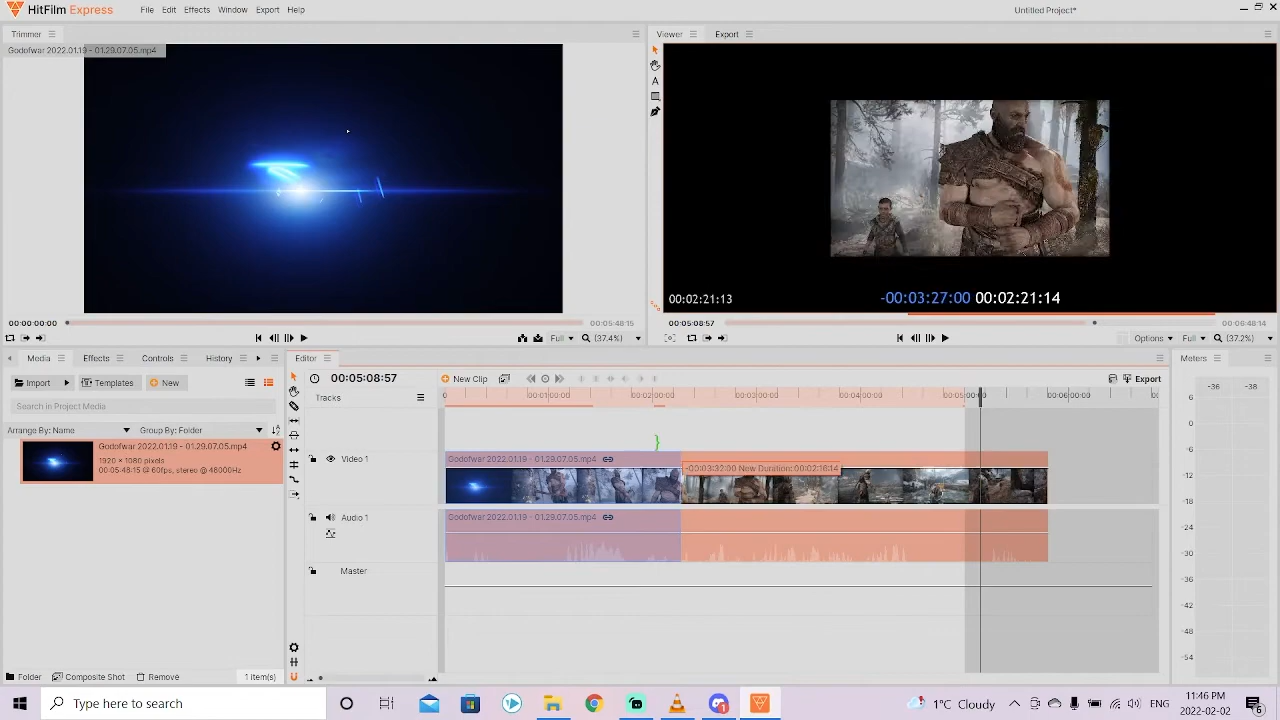 HitFilm Express
File Edit Effects Window Export Help
Untitled Project*
Trimmer
Viewer Export
Godofwar 2022.01.19 - 01.29.07.05.mp4
A
00:02:21:13
-00:03:27:00 00:02:21:14
00:00:00:00
00:05:48:15
00:05:08:57
00:06:48:14
Full (37.4%)
Options Full (37.2%)
Media Effects Controls History
Editor
Meters
Import Templates New
00:05:08:57
New Clip
Export
-36 -38
Search in Project Media
Tracks
0 00:01:00:00 00:02:00:00 00:03:00:00 00:04:00:00 00:05:00:00 00:06:00:00
6
Arrange By: Name Group By: Folder
0
Godofwar 2022.01.19 - 01.29.07.05.mp4
1920 × 1080 pixels
00:05:48:15 @ 60fps, stereo @ 48000Hz
Video 1
Godofwar 2022.01.19 - 01.29.07.05.mp4
-00:03:32:00 New Duration: 00:02:16:14
-6
-12
-18
Audio 1
Godofwar 2022.01.19 - 01.29.07.05.mp4
-24
-30
Master
-36
-42
-48
-54
Folder Composite Shot Remove 1 item(s)
Type here to search
1
1°C Cloudy
ENG
11:46 PM
2022-02-02
6